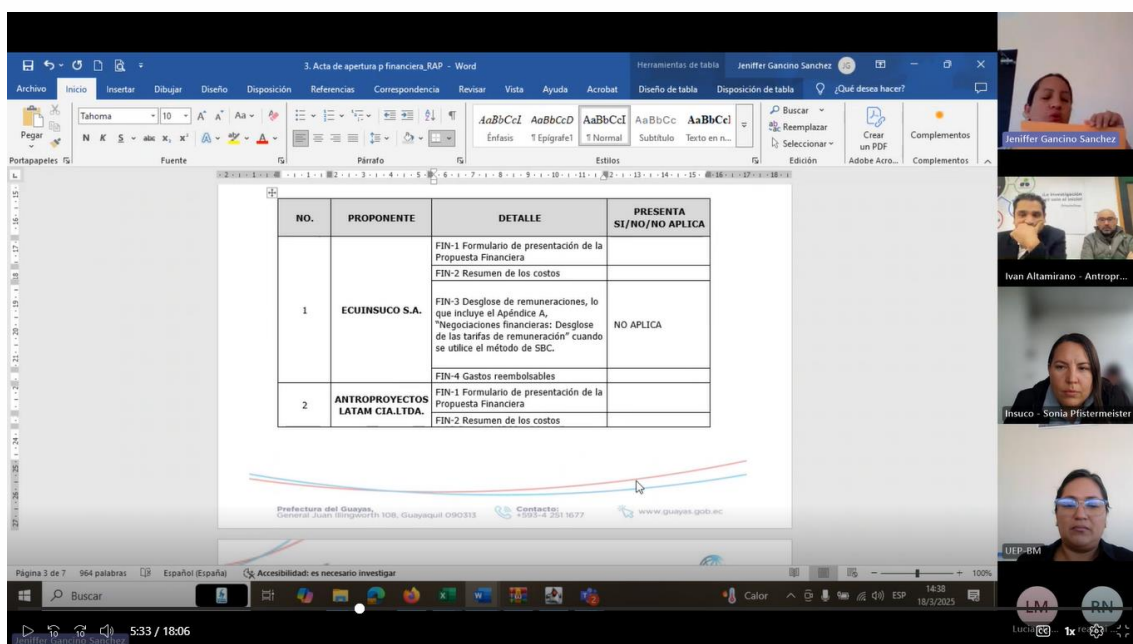 3. Acta de apertura p financiera_RAP - Word
Herramientas de tabla
Jeniffer Gancino Sanchez
JG
Archivo Inicio Insertar Dibujar Diseño Disposición Referencias Correspondencia Revisar Vista Ayuda Acrobat Diseño de tabla Disposición de tabla ¿Qué desea hacer?
Pegar
Tahoma 10
N K S abc x, x²
AaBbCcI AaBbCcD AaBbCcI AaBbCc AaBbCcI
Énfasis ¶ Epígrafe1 ¶ Normal Subtítulo Texto en n...
Buscar
Reemplazar
Seleccionar
Crear un PDF
Complementos
Portapapeles Fuente Párrafo Estilos Edición Adobe Acro... Complementos
NO. PROPONENTE DETALLE PRESENTA
SI/NO/NO APLICA
1
ECUINSUCO S.A.
FIN-1 Formulario de presentación de la
Propuesta Financiera
FIN-2 Resumen de los costos
FIN-3 Desglose de remuneraciones, lo
que incluye el Apéndice A,
"Negociaciones financieras: Desglose
de las tarifas de remuneración" cuando
se utilice el método de SBC.
NO APLICA
FIN-4 Gastos reembolsables
2
ANTROPROYECTOS
LATAM CIA.LTDA.
FIN-1 Formulario de presentación de la
Propuesta Financiera
FIN-2 Resumen de los costos
Prefectura del Guayas,
General Juan Illingworth 108, Guayaquil 090313
Contacto:
+593-4 251 1677
www.guayas.gob.ec
Página 3 de 7 964 palabras Español (España) Accesibilidad: es necesario investigar
100%
Buscar
Calor
ESP
14:38
18/3/2025
5:33 / 18:06
Jeniffer Gancino Sanchez
1x
Jeniffer Gancino Sanchez
Ivan Altamirano - Antropr...
Insuco - Sonia Pfistermeister
UEP-BM
LM
RN